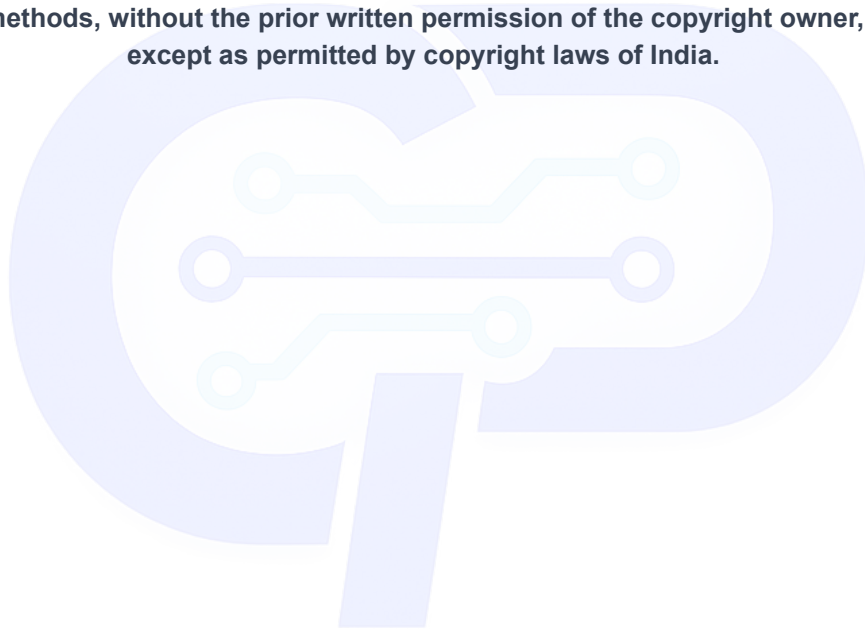 methods, without the prior written permission of the copyright owner,
except as permitted by copyright laws of India.